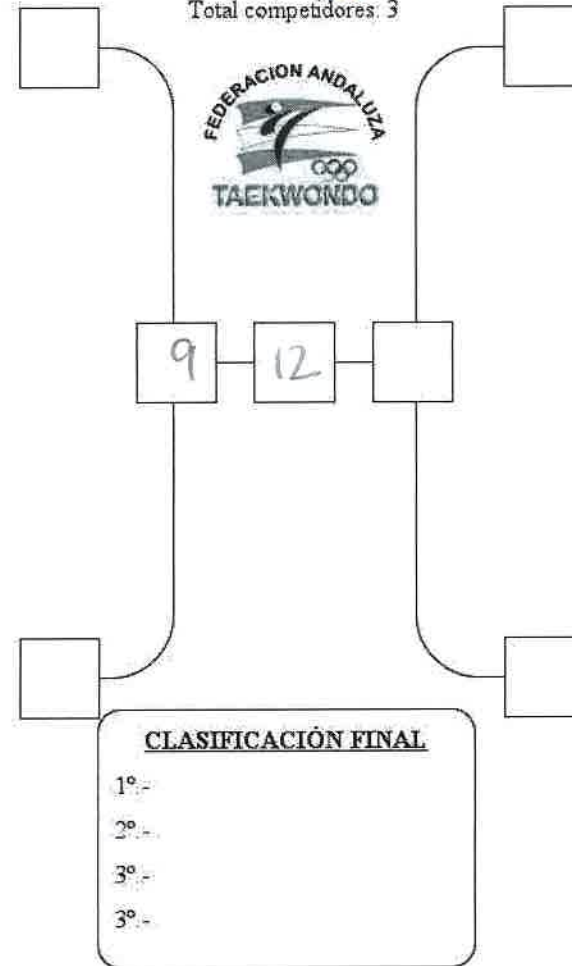 Total competidores: 3
FEDERACION ANDALUZA
TAEKWONDO
9 12
CLASIFICACIÓN FINAL
1º.-
2º.-
3º.-
3º.-